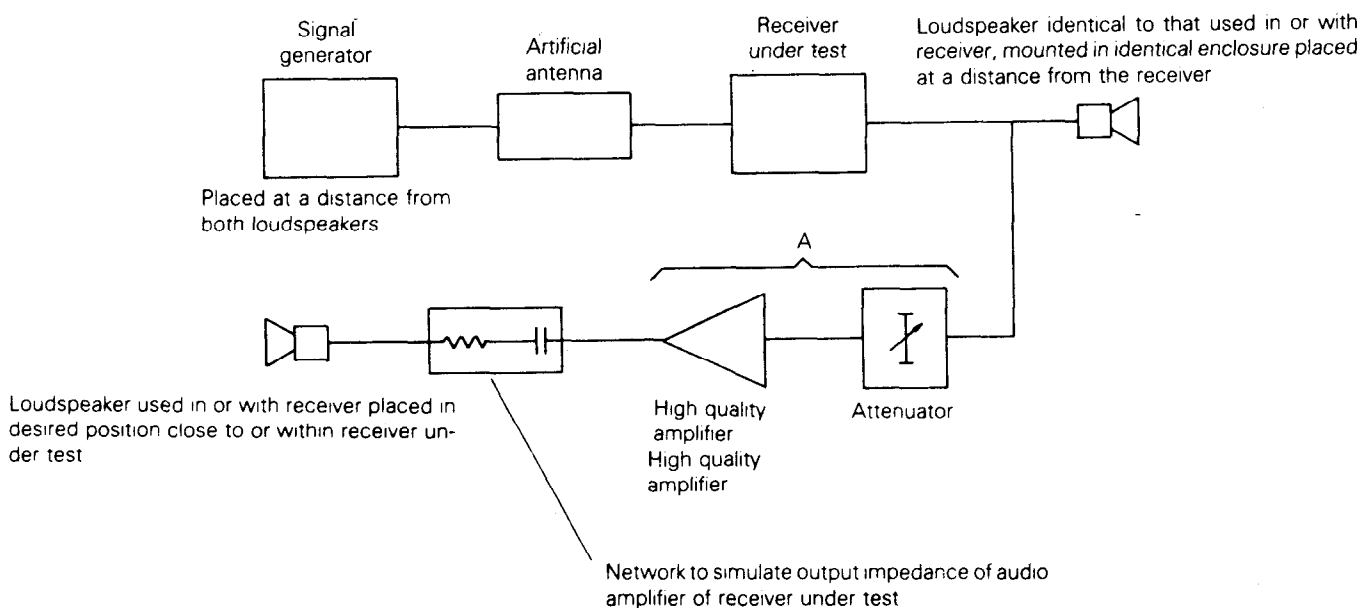 Signal
generator
Artificial
antenna
Receiver
under test
Loudspeaker identical to that used in or with
receiver, mounted in identical enclosure placed
at a distance from the receiver
Placed at a distance from
both loudspeakers
A
Loudspeaker used in or with receiver placed in
desired position close to or within receiver un-
der test
High quality
amplifier
High quality
amplifier
Attenuator
Network to simulate output impedance of audio
amplifier of receiver under test